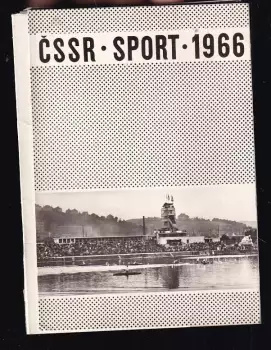 ČSSR · SPORT · 1966